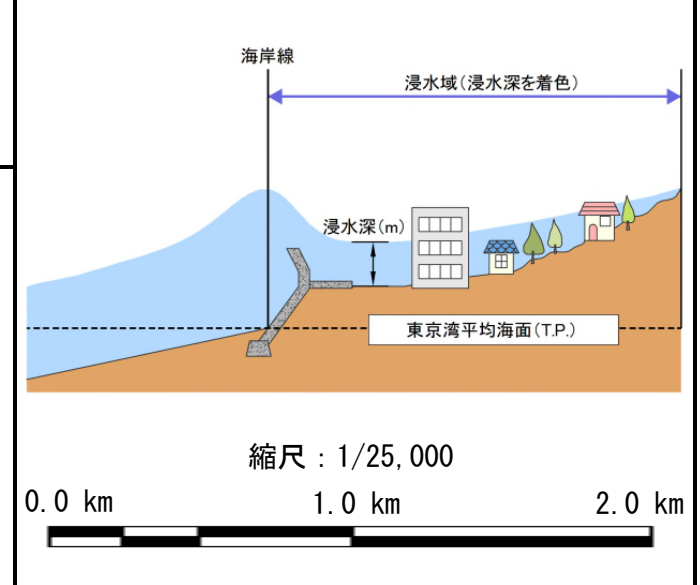 海岸線
浸水域(浸水深を着色)
浸水深(m)
東京湾平均海面(T.P.)
縮尺：1/25,000
0.0 km 1.0 km 2.0 km